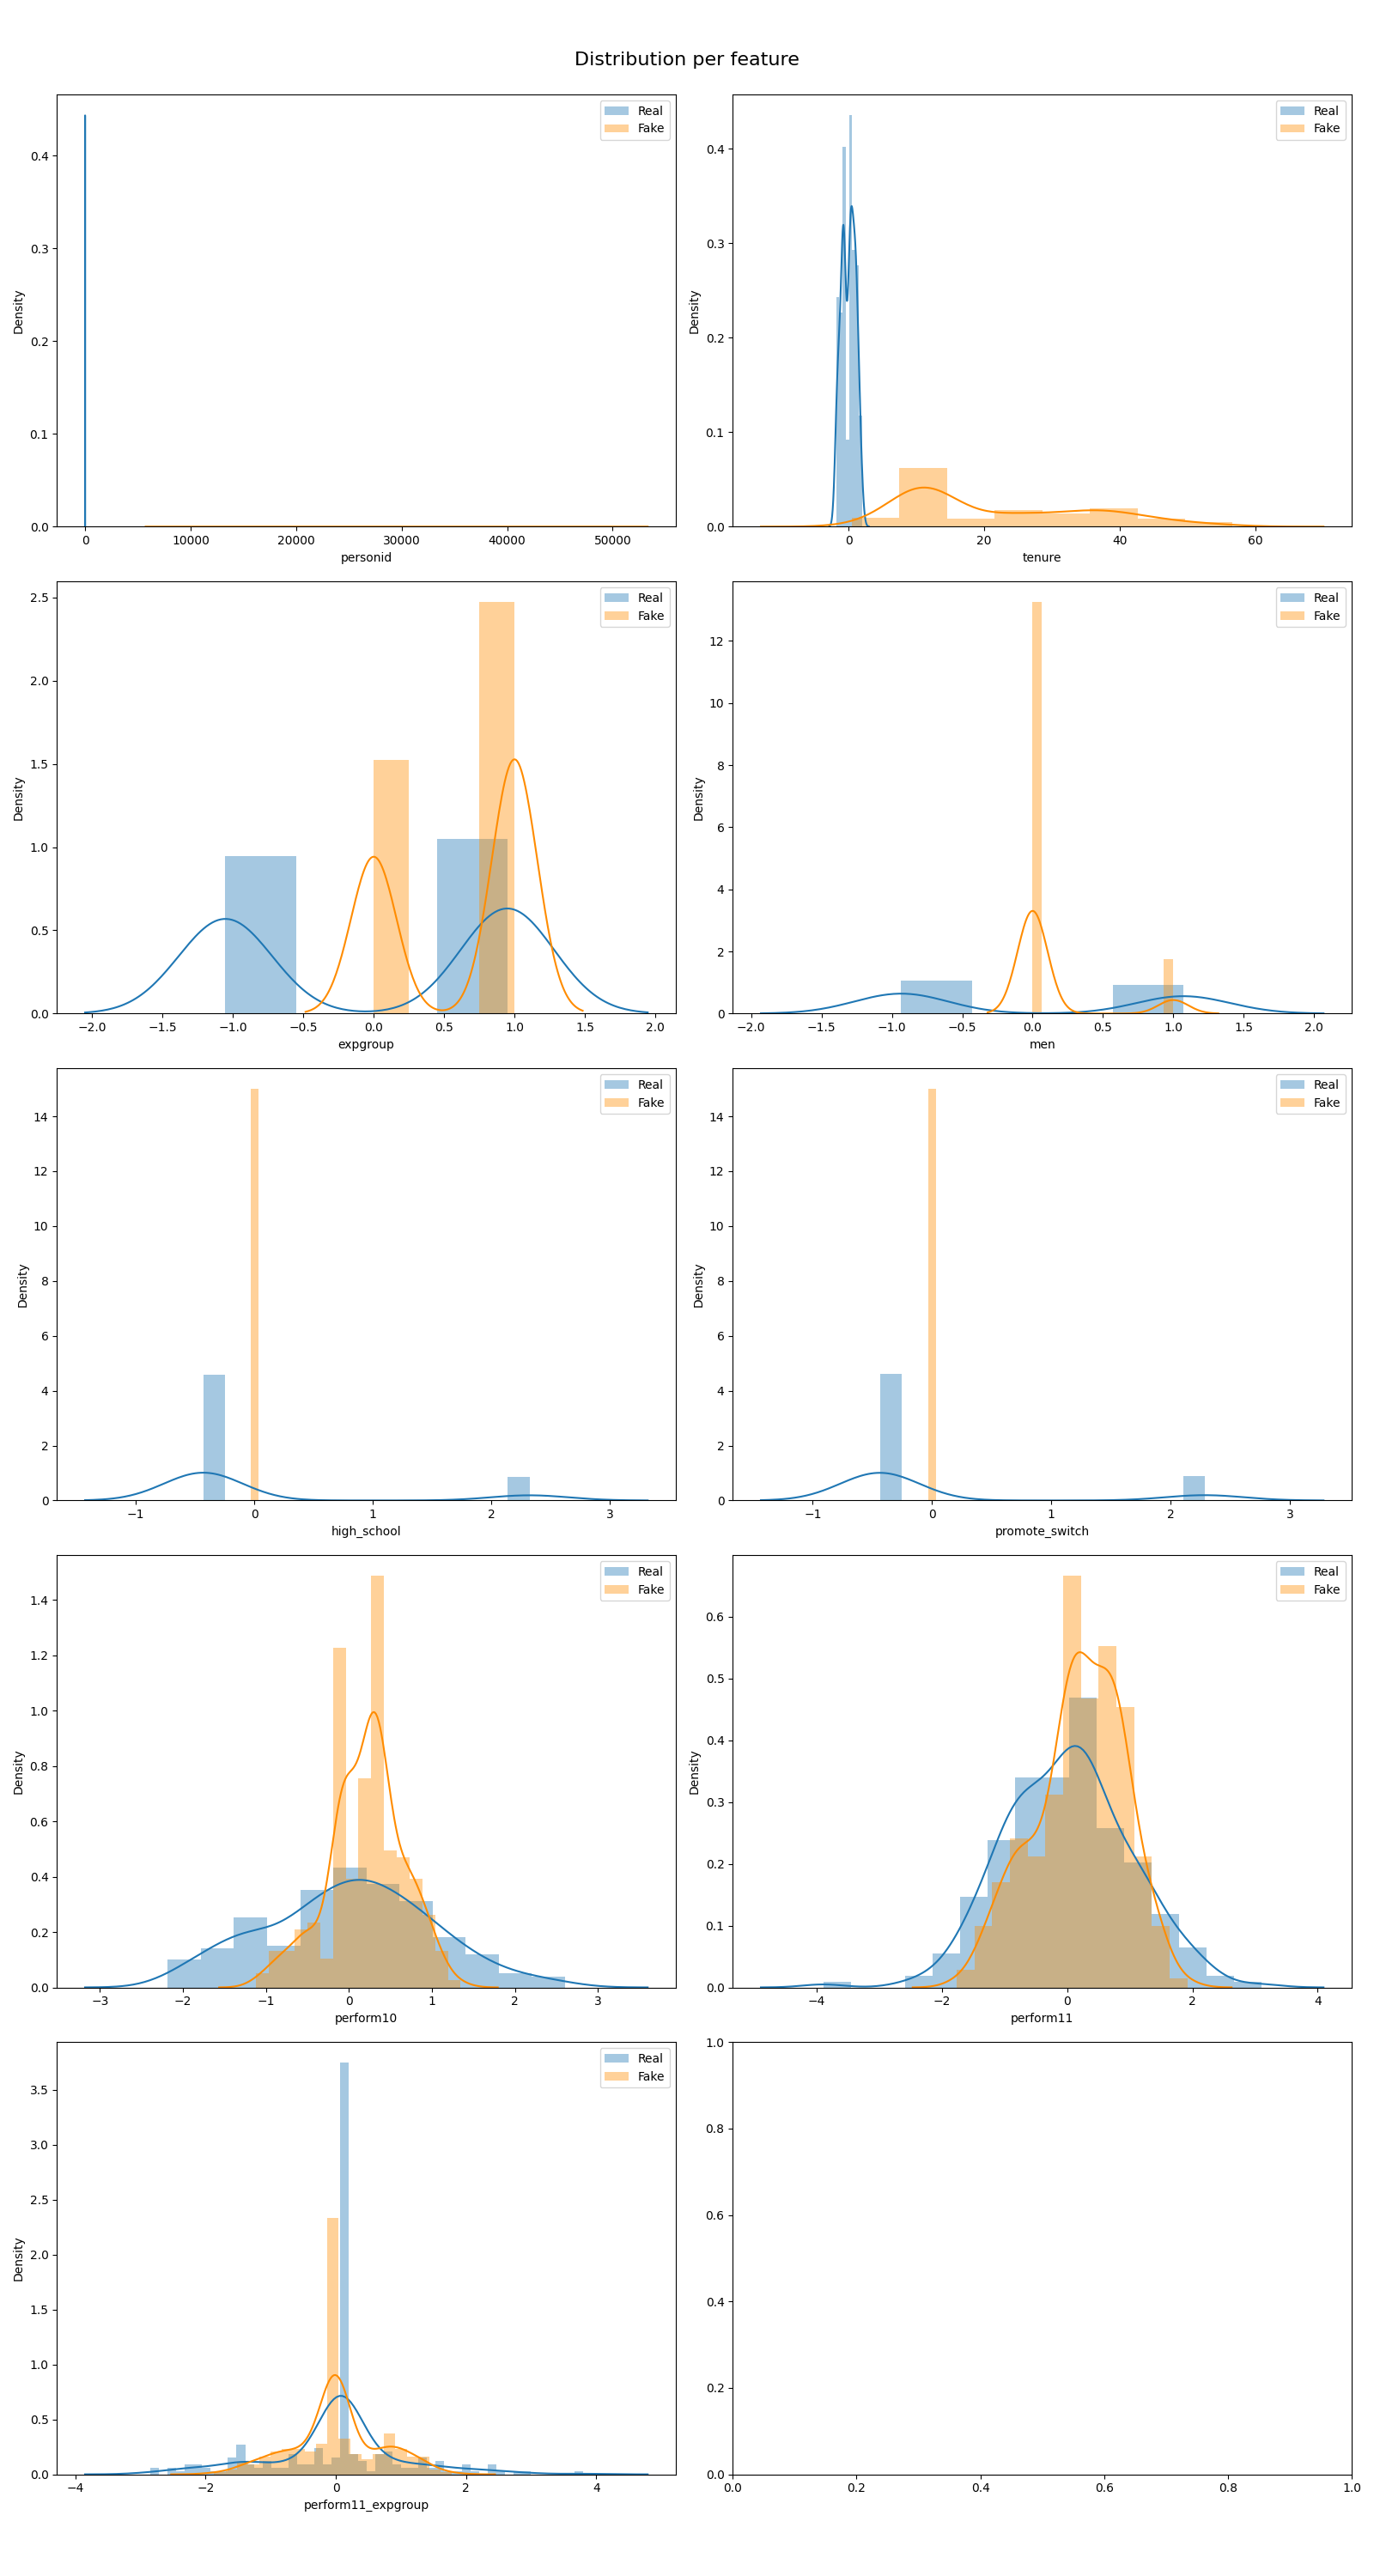 Distribution per feature
Real
Fake
Density
0.4
0.3
0.2
0.1
0.0
0 10000 20000 30000 40000 50000
personid
Real
Fake
Density
0.4
0.3
0.2
0.1
0.0
0 20 40 60
tenure
Real
Fake
Density
2.5
2.0
1.5
1.0
0.5
0.0
−2.0 −1.5 −1.0 −0.5 0.0 0.5 1.0 1.5 2.0
expgroup
Real
Fake
Density
12
10
8
6
4
2
0
−2.0 −1.5 −1.0 −0.5 0.0 0.5 1.0 1.5 2.0
men
Real
Fake
Density
14
12
10
8
6
4
2
0
−1 0 1 2 3
high_school
Real
Fake
Density
14
12
10
8
6
4
2
0
−1 0 1 2 3
promote_switch
Real
Fake
Density
1.4
1.2
1.0
0.8
0.6
0.4
0.2
0.0
−3 −2 −1 0 1 2 3
perform10
Real
Fake
Density
0.6
0.5
0.4
0.3
0.2
0.1
0.0
−4 −2 0 2 4
perform11
Real
Fake
Density
3.5
3.0
2.5
2.0
1.5
1.0
0.5
0.0
−4 −2 0 2 4
perform11_expgroup
1.0
0.8
0.6
0.4
0.2
0.0
0.0 0.2 0.4 0.6 0.8 1.0